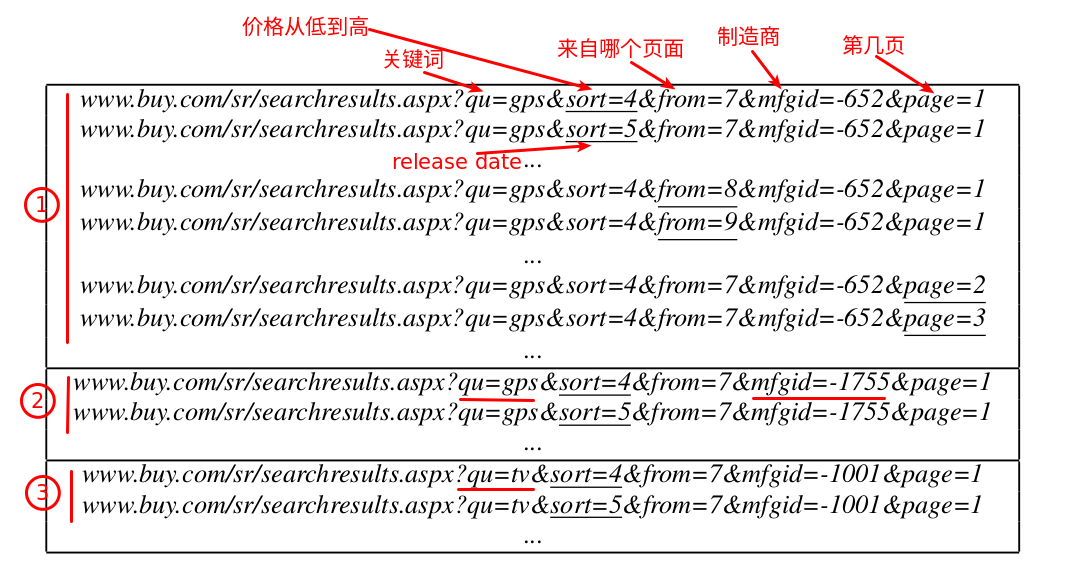 价格从低到高
关键词
来自哪个页面
制造商
第几页
www.buy.com/sr/searchresults.aspx?qu=gps&sort=4&from=7&mfgid=-652&page=1
www.buy.com/sr/searchresults.aspx?qu=gps&sort=5&from=7&mfgid=-652&page=1
release date...
①
www.buy.com/sr/searchresults.aspx?qu=gps&sort=4&from=8&mfgid=-652&page=1
www.buy.com/sr/searchresults.aspx?qu=gps&sort=4&from=9&mfgid=-652&page=1
...
www.buy.com/sr/searchresults.aspx?qu=gps&sort=4&from=7&mfgid=-652&page=2
www.buy.com/sr/searchresults.aspx?qu=gps&sort=4&from=7&mfgid=-652&page=3
...
②
www.buy.com/sr/searchresults.aspx?qu=gps&sort=4&from=7&mfgid=-1755&page=1
www.buy.com/sr/searchresults.aspx?qu=gps&sort=5&from=7&mfgid=-1755&page=1
...
③
www.buy.com/sr/searchresults.aspx?qu=tv&sort=4&from=7&mfgid=-1001&page=1
www.buy.com/sr/searchresults.aspx?qu=tv&sort=5&from=7&mfgid=-1001&page=1
...